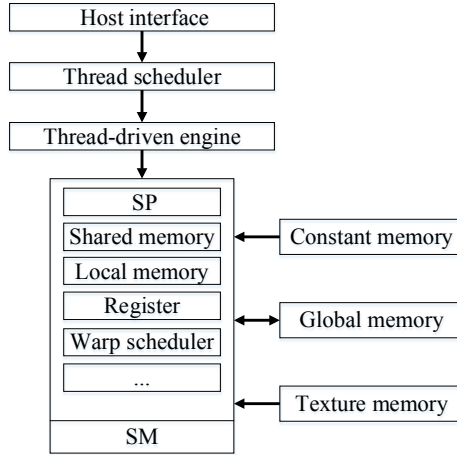 Host interface
Thread scheduler
Thread-driven engine
SP
Shared memory
Local memory
Register
Warp scheduler
...
SM
Constant memory
Global memory
Texture memory